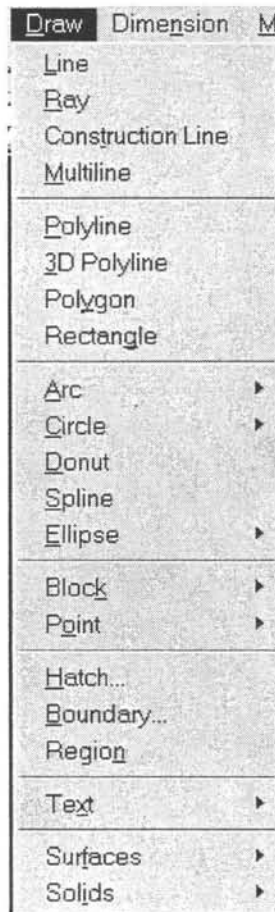 Draw Dimension M
Line
Ray
Construction Line
Multiline
Polyline
3D Polyline
Polygon
Rectangle
Arc
Circle
Donut
Spline
Ellipse
Block
Point
Hatch...
Boundary...
Region
Text
Surfaces
Solids